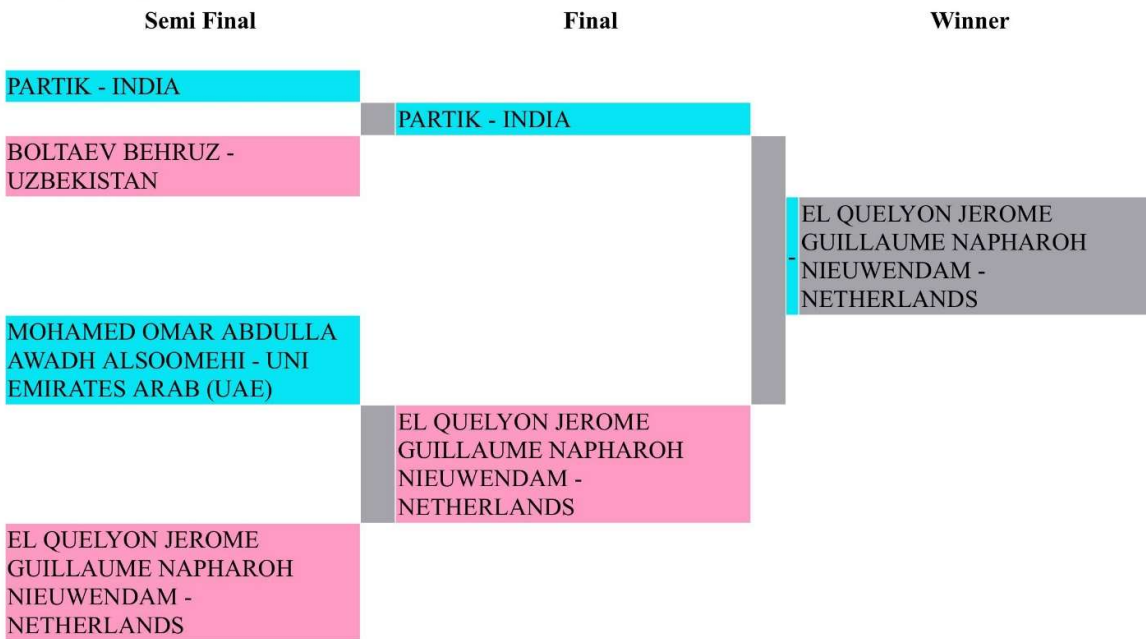 Semi Final
Final
Winner
PARTIK - INDIA
PARTIK - INDIA
BOLTAEV BEHRUZ -
UZBEKISTAN
-
EL QUELYON JEROME
GUILLAUME NAPHAROH
NIEUWENDAM -
NETHERLANDS
MOHAMED OMAR ABDULLA
AWADH ALSOOMEHI - UNI
EMIRATES ARAB (UAE)
EL QUELYON JEROME
GUILLAUME NAPHAROH
NIEUWENDAM -
NETHERLANDS
EL QUELYON JEROME
GUILLAUME NAPHAROH
NIEUWENDAM -
NETHERLANDS